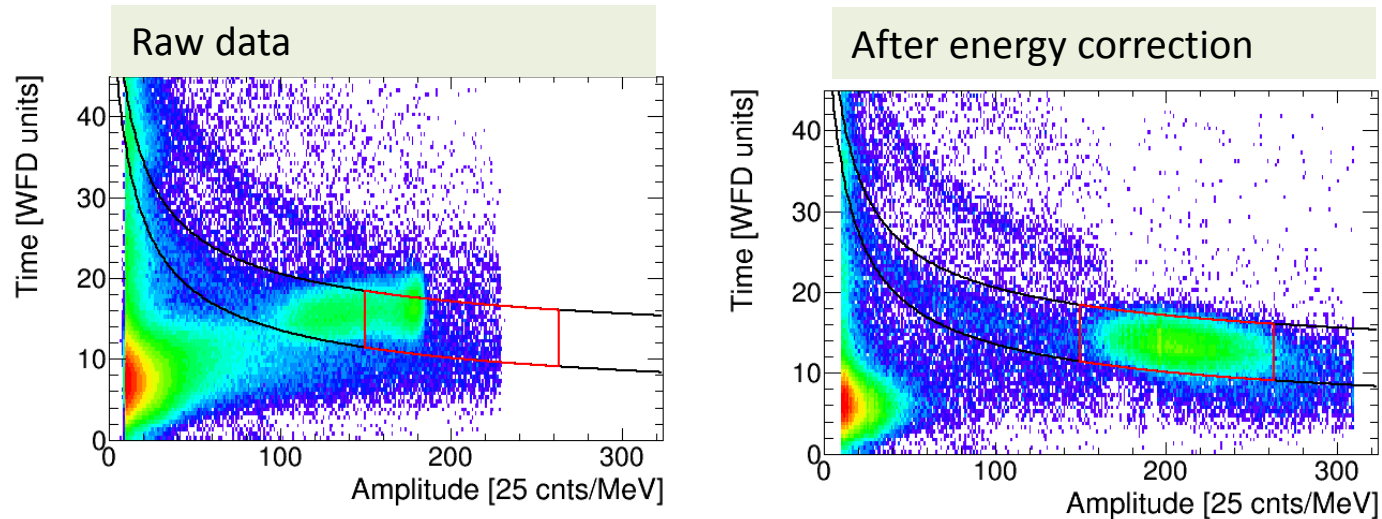 Raw data
Time [WFD units]
40
30
20
10
0
0 100 200 300
Amplitude [25 cnts/MeV]
After energy correction
Time [WFD units]
40
30
20
10
0
0 100 200 300
Amplitude [25 cnts/MeV]